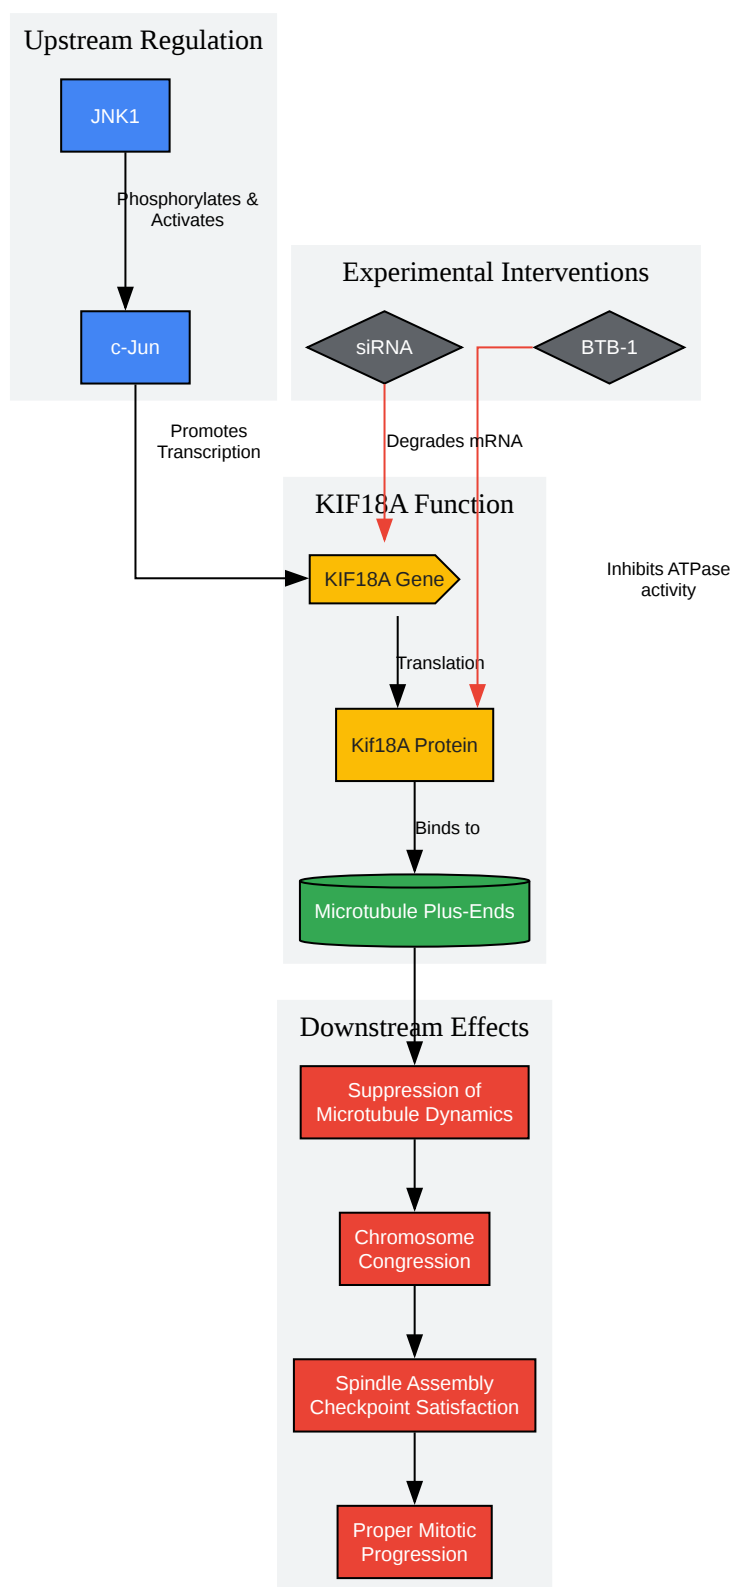 Upstream Regulation
JNK1
Phosphorylates &
Activates
Experimental Interventions
c-Jun
siRNA
BTB-1
Promotes
Transcription
Degrades mRNA
KIF18A Function
Inhibits ATPase
activity
KIF18A Gene
Translation
Kif18A Protein
Binds to
Microtubule Plus-Ends
Downstream Effects
Suppression of
Microtubule Dynamics
Chromosome
Congression
Spindle Assembly
Checkpoint Satisfaction
Proper Mitotic
Progression